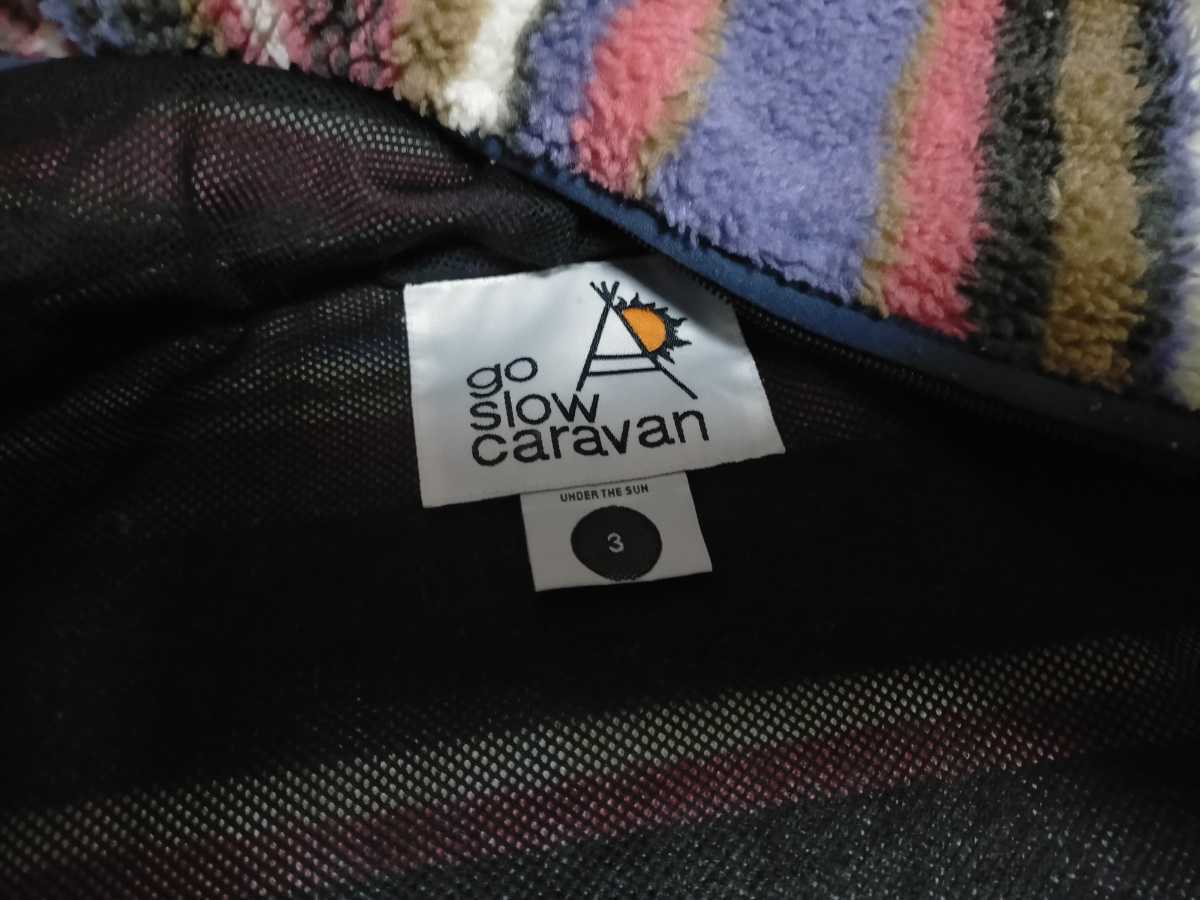 go
slow
caravan
UNDER THE SUN
3